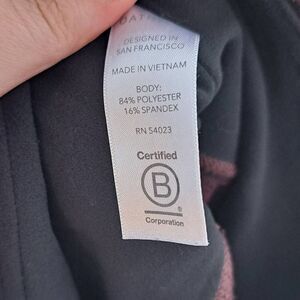 DESIGNED IN
SAN FRANCISCO
MADE IN VIETNAM
BODY:
84% POLYESTER
16% SPANDEX
RN 54023
Certified
B
®
Corporation